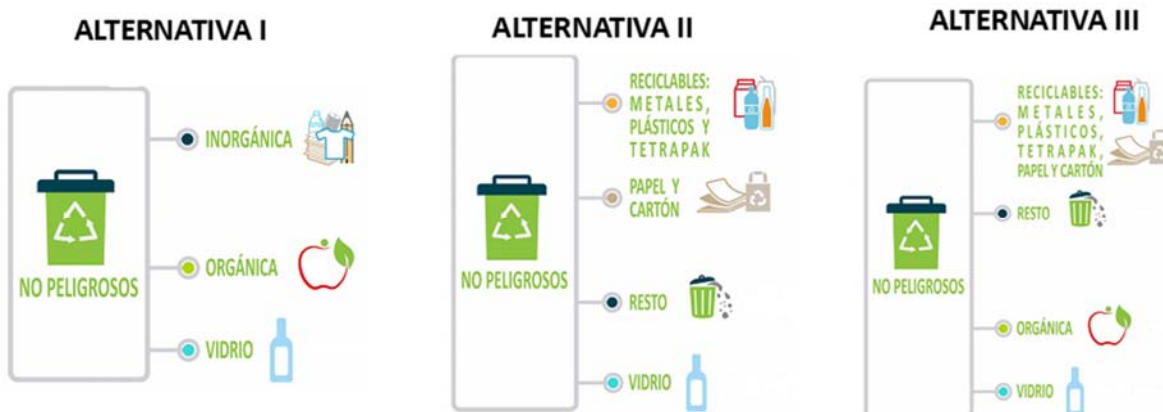 ALTERNATIVA I
NO PELIGROSOS
INORGÁNICA
ORGÁNICA
VIDRIO
ALTERNATIVA II
NO PELIGROSOS
RECICLABLES:
METALES,
PLÁSTICOS Y
TETRAPAK
PAPEL Y
CARTÓN
RESTO
VIDRIO
ALTERNATIVA III
NO PELIGROSOS
RECICLABLES:
METALES,
PLÁSTICOS,
TETRAPAK,
PAPEL Y CARTÓN
RESTO
ORGÁNICA
VIDRIO